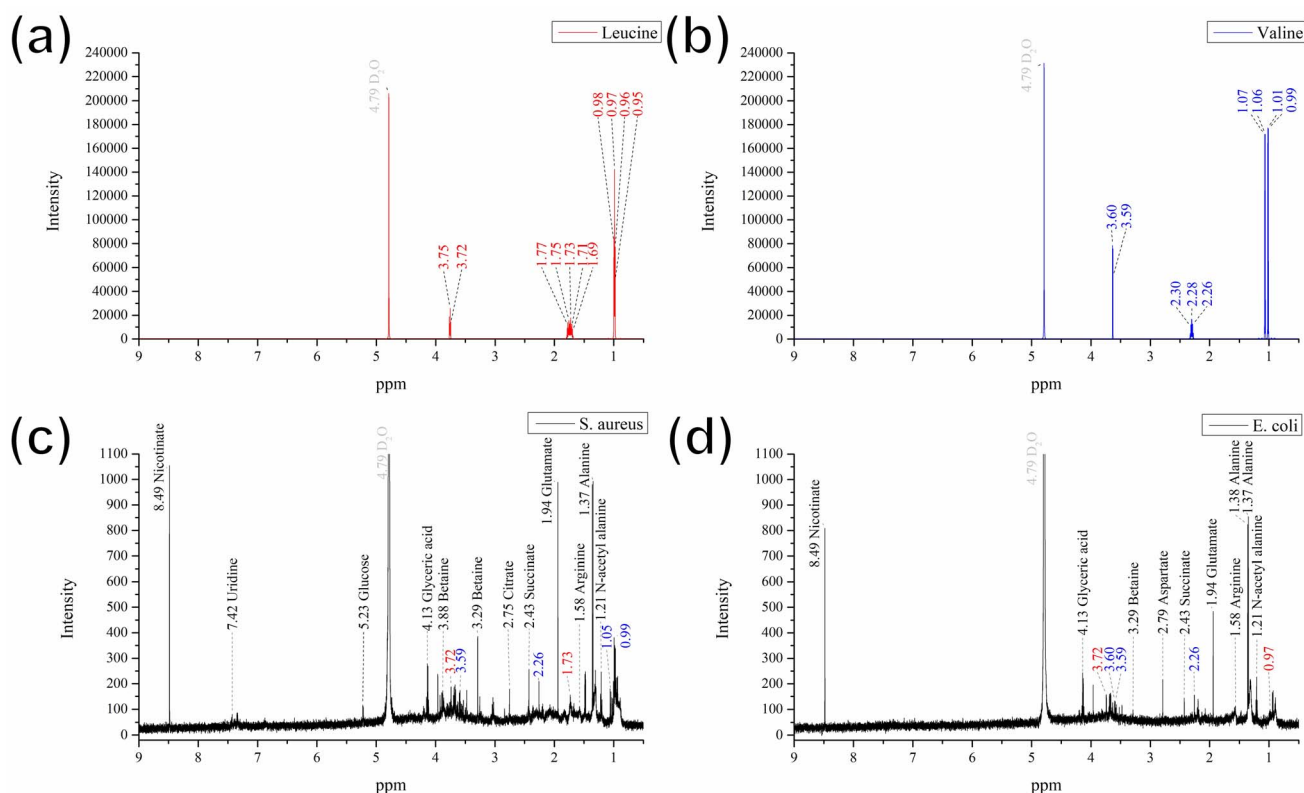 (a)
Leucine
240000
220000
200000
180000
160000
140000
120000
100000
80000
60000
40000
20000
0
Intensity
4.79 D2O
3.75
3.72
1.77
1.75
1.73
1.71
1.69
0.98
0.97
0.96
0.95
9 8 7 6 5 4 3 2 1
ppm
(b)
Valine
240000
220000
200000
180000
160000
140000
120000
100000
80000
60000
40000
20000
0
Intensity
4.79 D2O
3.60
3.59
2.30
2.28
2.26
1.07
1.06
1.01
0.99
9 8 7 6 5 4 3 2 1
ppm
(c)
S. aureus
1100
1000
900
800
700
600
500
400
300
200
100
0
Intensity
8.49 Nicotinate
7.42 Uridine
5.23 Glucose
4.79 D2O
4.13 Glyceric acid
3.88 Betaine
3.72
3.59
3.29 Betaine
2.75 Citrate
2.43 Succinate
2.26
1.94 Glutamate
1.73
1.58 Arginine
1.37 Alanine
1.21 N-acetyl alanine
1.05
0.99
9 8 7 6 5 4 3 2 1
ppm
(d)
E. coli
1100
1000
900
800
700
600
500
400
300
200
100
0
Intensity
8.49 Nicotinate
4.79 D2O
4.13 Glyceric acid
3.72
3.60
3.59
3.29 Betaine
2.79 Aspartate
2.43 Succinate
2.26
1.94 Glutamate
1.58 Arginine
1.38 Alanine
1.37 Alanine
1.21 N-acetyl alanine
0.97
9 8 7 6 5 4 3 2 1
ppm